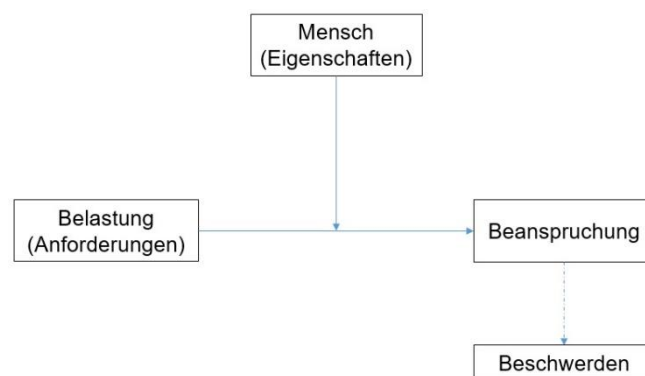 Mensch
(Eigenschaften)
Belastung
(Anforderungen)
Beanspruchung
Beschwerden